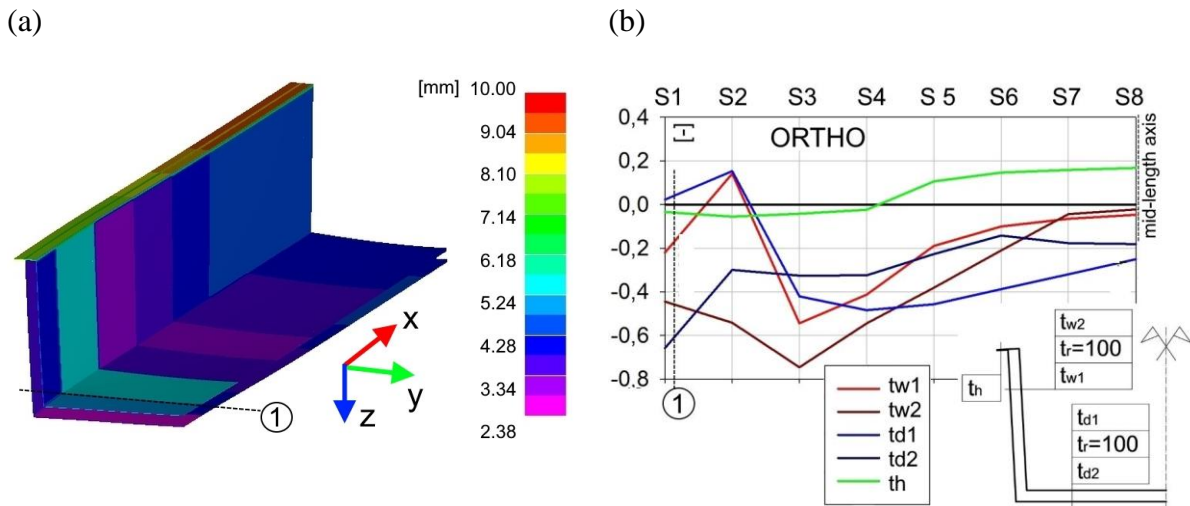 (a)
(b)
[mm]
10.00
9.04
8.10
7.14
6.18
5.24
4.28
3.34
2.38
x
y
z
1
S1 S2 S3 S4 S 5 S6 S7 S8
0,4
0,2
0,0
-0,2
-0,4
-0,6
-0,8
[-]
ORTHO
mid-length axis
1
tw1
tw2
td1
td2
th
th
tw2
tr=100
tw1
td1
tr=100
td2